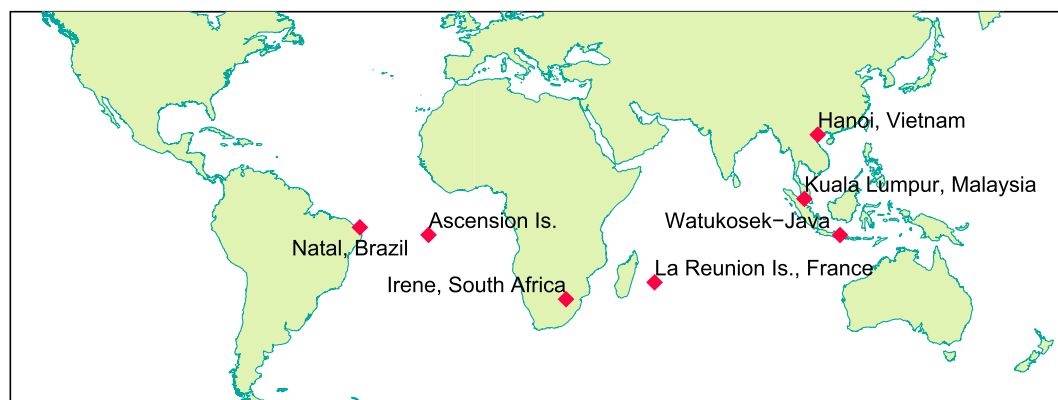 Hanoi, Vietnam
Kuala Lumpur, Malaysia
Ascension Is.
Watukosek−Java
Natal, Brazil
La Reunion Is., France
Irene, South Africa